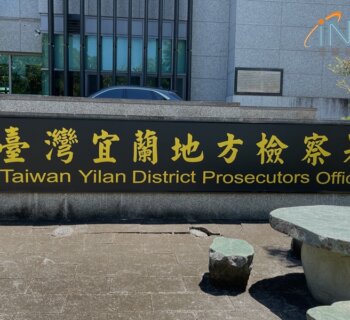 臺灣宜蘭地方檢察
Taiwan Yilan District Prosecutors Offic